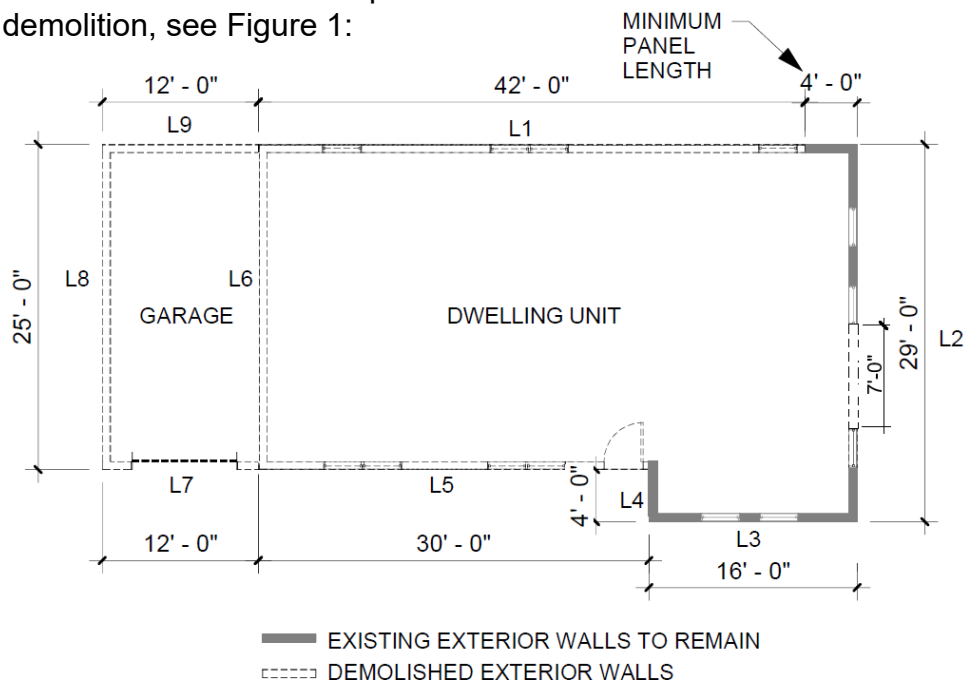 demolition, see Figure 1:
MINIMUM
PANEL
LENGTH
12' - 0"
42' - 0"
4' - 0"
L9
L1
25' - 0"
L8
L6
GARAGE
DWELLING UNIT
29' - 0"
L2
7'-0"
L7
L5
4' - 0"
L4
L3
12' - 0"
30' - 0"
16' - 0"
EXISTING EXTERIOR WALLS TO REMAIN
DEMOLISHED EXTERIOR WALLS